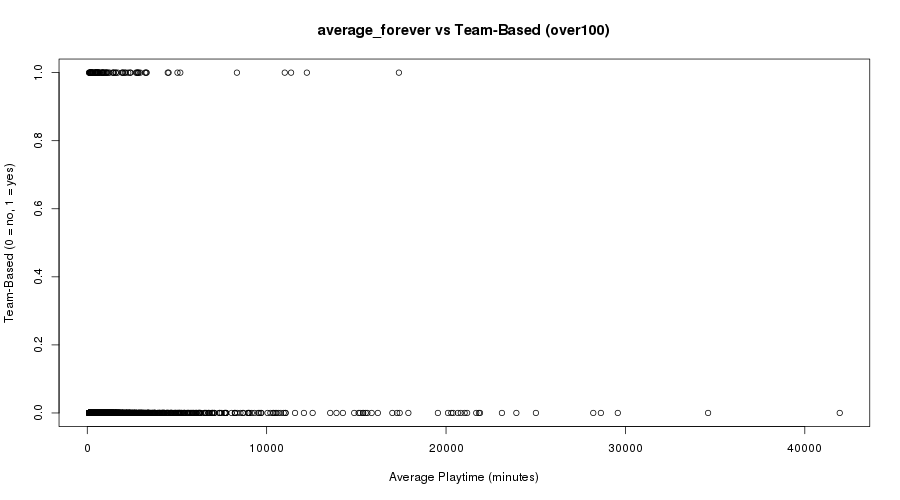 average_forever vs Team-Based (over100)
Team-Based (0 = no, 1 = yes)
1.0
0.8
0.6
0.4
0.2
0.0
0 10000 20000 30000 40000
Average Playtime (minutes)